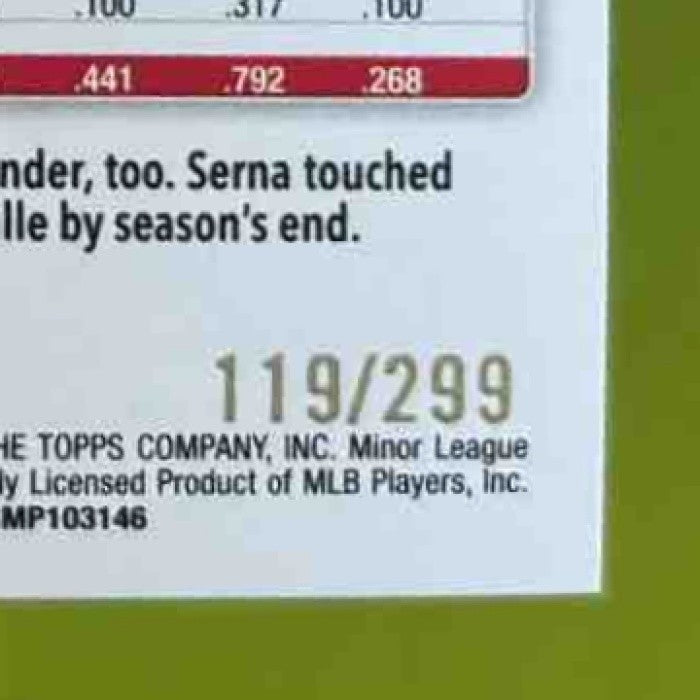 .100 .317 .100
.441 .792 .268
nder, too. Serna touched
lle by season's end.
119/299
HE TOPPS COMPANY, INC. Minor League
ly Licensed Product of MLB Players, Inc.
MP103146